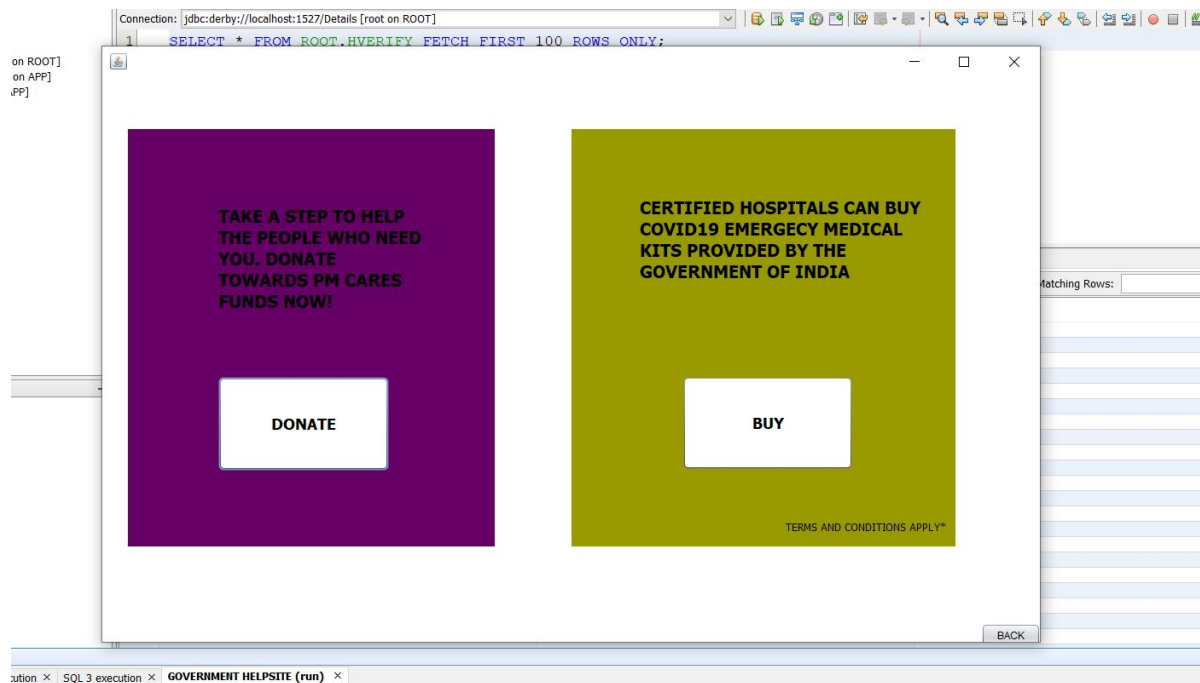 Connection: jdbc:derby://localhost:1527/Details [root on ROOT]
1 SELECT * FROM ROOT.HVERIFY FETCH FIRST 100 ROWS ONLY;
on ROOT]
on APP]
APP]
TAKE A STEP TO HELP
THE PEOPLE WHO NEED
YOU. DONATE
TOWARDS PM CARES
FUNDS NOW!
DONATE
CERTIFIED HOSPITALS CAN BUY
COVID19 EMERGECY MEDICAL
KITS PROVIDED BY THE
GOVERNMENT OF INDIA
BUY
TERMS AND CONDITIONS APPLY*
Matching Rows:
BACK
cution × SQL 3 execution × GOVERNMENT HELPSITE (run) ×